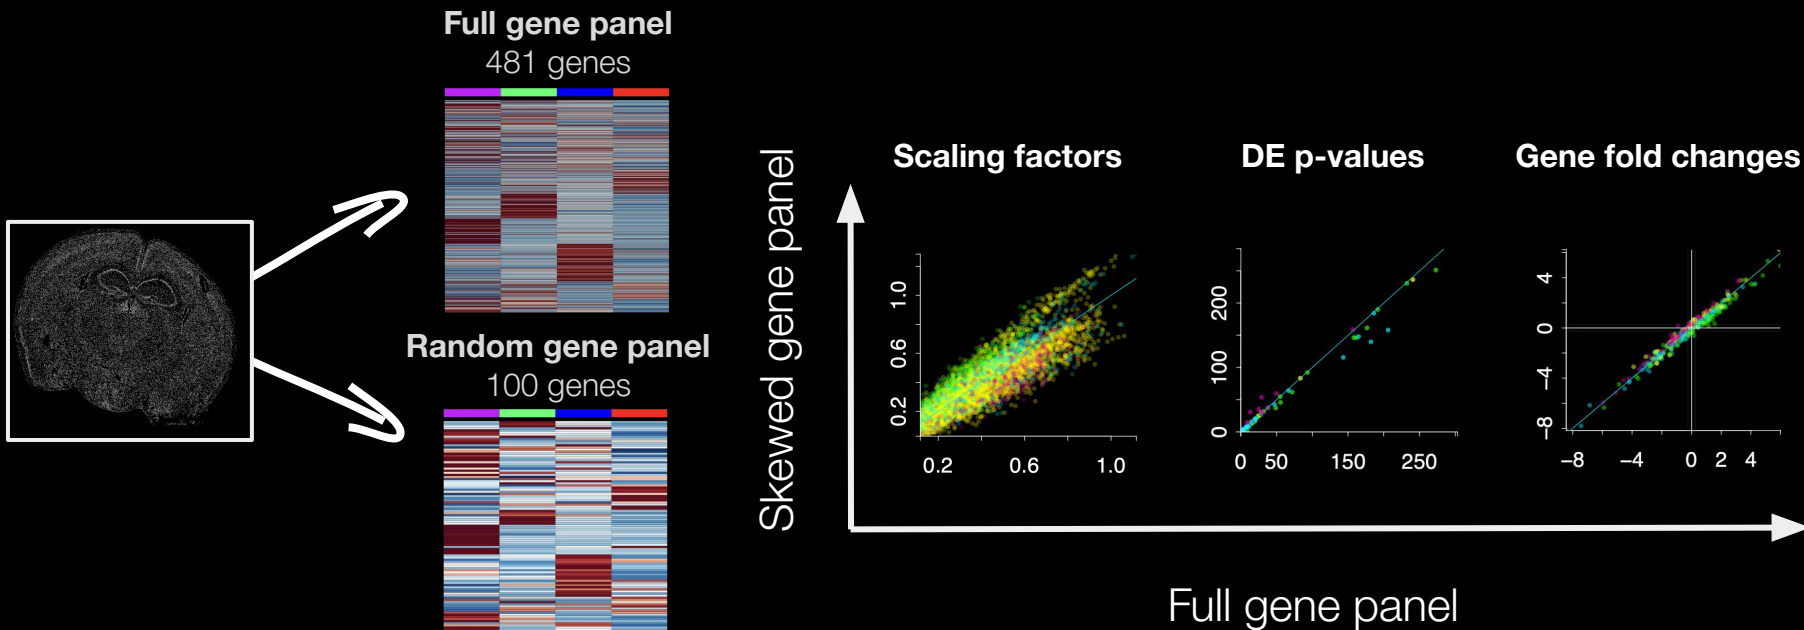 Full gene panel
481 genes
Random gene panel
100 genes
Skewed gene panel
Scaling factors
1.0
0.6
0.2
0.2 0.6 1.0
DE p-values
200
100
0
0 50 150 250
Gene fold changes
4
0
−4
−8
−8 −4 0 2 4
Full gene panel